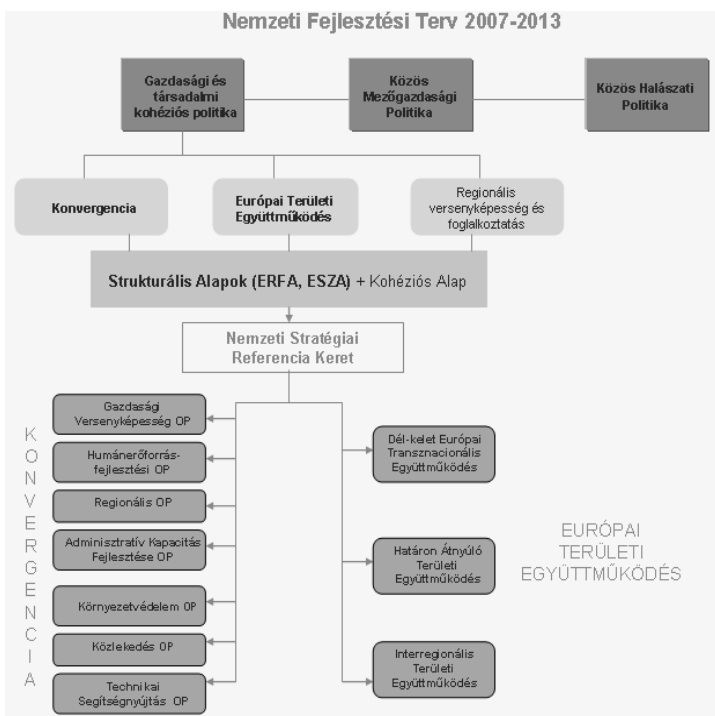 Nemzeti Fejlesztési Terv 2007-2013
Gazdasági és
társadalmi
kohéziós politika
Közös
Mezőgazdasági
Politika
Közös Halászati
Politika
Konvergencia
Európai Területi
Együttműködés
Regionális
versenyképesség és
foglalkoztatás
Strukturális Alapok (ERFA, ESZA) + Kohéziós Alap
Nemzeti Stratégiai
Referencia Keret
KONVERGENCIA
Gazdasági
Versenyképesség OP
Humánerőforrás-
fejlesztési OP
Regionális OP
Adminisztratív Kapacitás
Fejlesztése OP
Környezetvédelem OP
Közlekedés OP
Technikai
Segítségnyújtás OP
Dél-kelet Európai
Transznacionális
Együttműködés
Határon Átnyúló
Területi
Együttműködés
Interregionális
Területi
Együttműködés
EURÓPAI
TERÜLETI
EGYÜTTMŰKÖDÉS